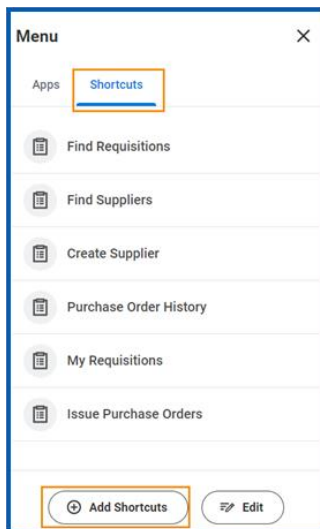 Menu
Apps Shortcuts
Find Requisitions
Find Suppliers
Create Supplier
Purchase Order History
My Requisitions
Issue Purchase Orders
Add Shortcuts Edit